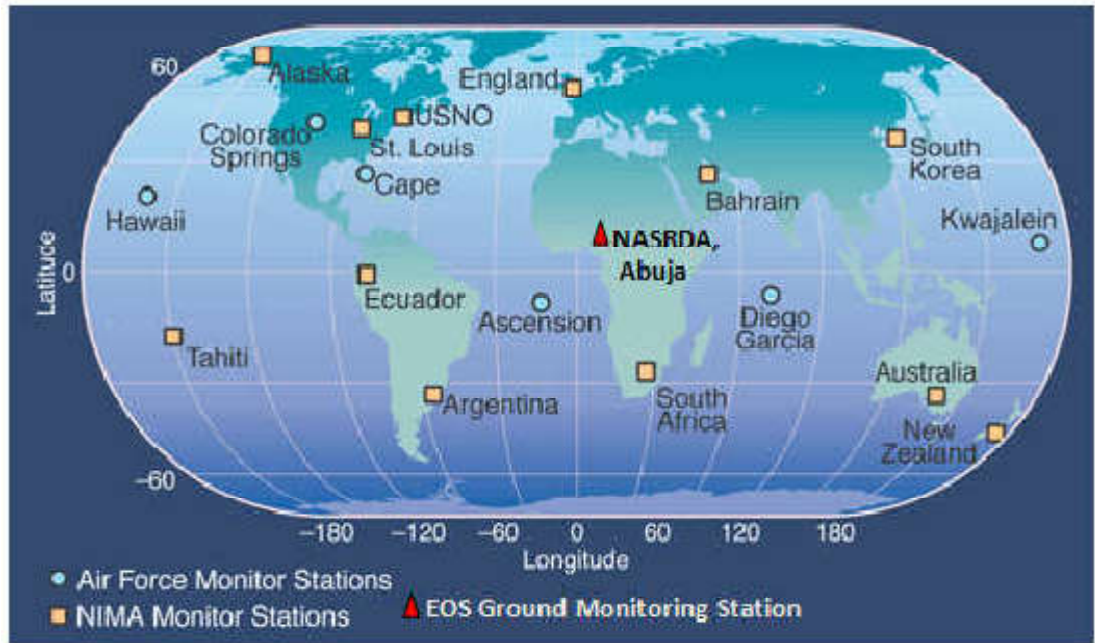 60
Alaska
England
Colorado
Springs
USNO
St. Louis
Cape
South
Korea
Hawaii
Bahrain
Kwajalein
NASRDA,
Abuja
Latitude
0
Ecuador
Ascension
Diego
Garcia
Tahiti
Argentina
South
Africa
Australia
New
Zealand
−60
−180 −120 −60 0 60 120 180
Longitude
Air Force Monitor Stations
NIMA Monitor Stations
EOS Ground Monitoring Station